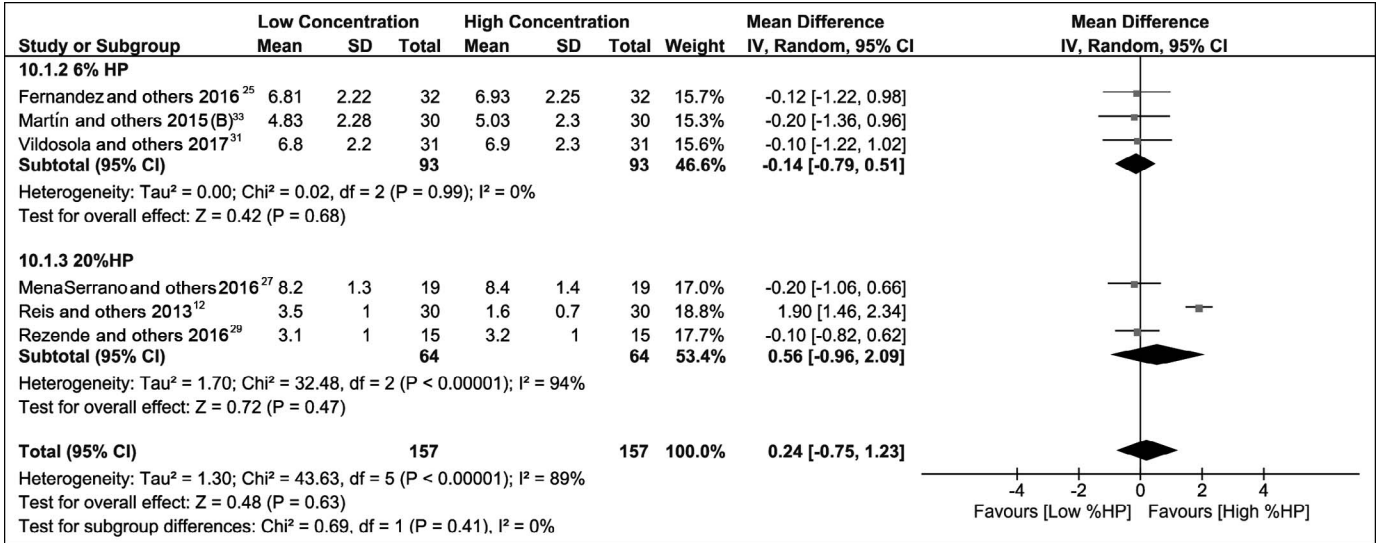 Low Concentration High Concentration Mean Difference Mean Difference
Study or Subgroup Mean SD Total Mean SD Total Weight IV, Random, 95% CI IV, Random, 95% CI
10.1.2 6% HP
Fernandez and others 2016 25 6.81 2.22 32 6.93 2.25 32 15.7% -0.12 [-1.22, 0.98]
Martín and others 2015 (B)33 4.83 2.28 30 5.03 2.3 30 15.3% -0.20 [-1.36, 0.96]
Vildosola and others 201731 6.8 2.2 31 6.9 2.3 31 15.6% -0.10 [-1.22, 1.02]
Subtotal (95% CI) 93 93 46.6% -0.14 [-0.79, 0.51]
Heterogeneity: Tau² = 0.00; Chi² = 0.02, df = 2 (P = 0.99); I² = 0%
Test for overall effect: Z = 0.42 (P = 0.68)
10.1.3 20%HP
MenaSerrano and others 2016 27 8.2 1.3 19 8.4 1.4 19 17.0% -0.20 [-1.06, 0.66]
Reis and others 201312 3.5 1 30 1.6 0.7 30 18.8% 1.90 [1.46, 2.34]
Rezende and others 201629 3.1 1 15 3.2 1 15 17.7% -0.10 [-0.82, 0.62]
Subtotal (95% CI) 64 64 53.4% 0.56 [-0.96, 2.09]
Heterogeneity: Tau² = 1.70; Chi² = 32.48, df = 2 (P < 0.00001); I² = 94%
Test for overall effect: Z = 0.72 (P = 0.47)
Total (95% CI) 157 157 100.0% 0.24 [-0.75, 1.23]
Heterogeneity: Tau² = 1.30; Chi² = 43.63, df = 5 (P < 0.00001); I² = 89%
Test for overall effect: Z = 0.48 (P = 0.63)
Test for subgroup differences: Chi² = 0.69, df = 1 (P = 0.41), I² = 0%
-4 -2 0 2 4
Favours [Low %HP] Favours [High %HP]